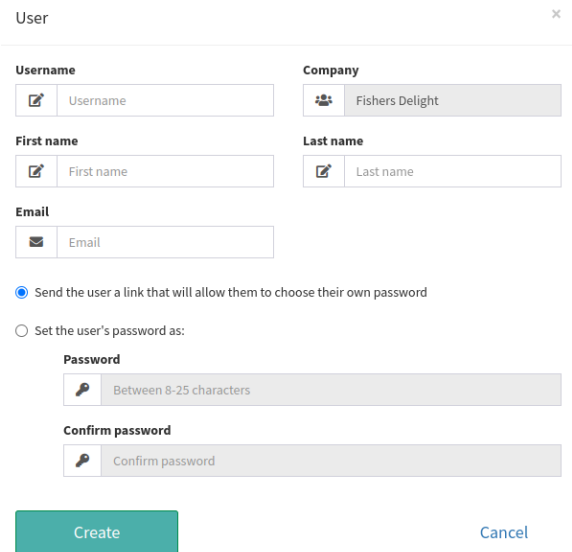 User
×
Username Company
Username Fishers Delight
First name Last name
First name Last name
Email
Email
Send the user a link that will allow them to choose their own password
Set the user's password as:
Password
Between 8-25 characters
Confirm password
Confirm password
Create Cancel